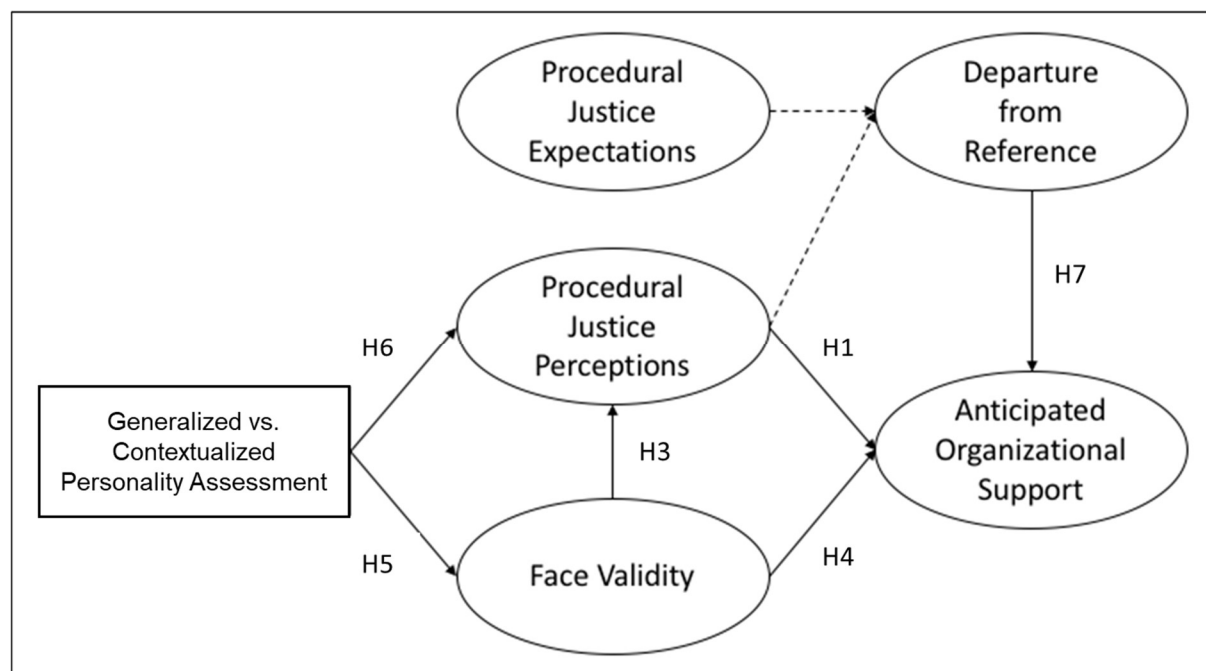 Procedural
Justice
Expectations
Departure
from
Reference
Procedural
Justice
Perceptions
H7
H6
H1
Generalized vs.
Contextualized
Personality Assessment
Anticipated
Organizational
Support
H3
H5
Face Validity
H4